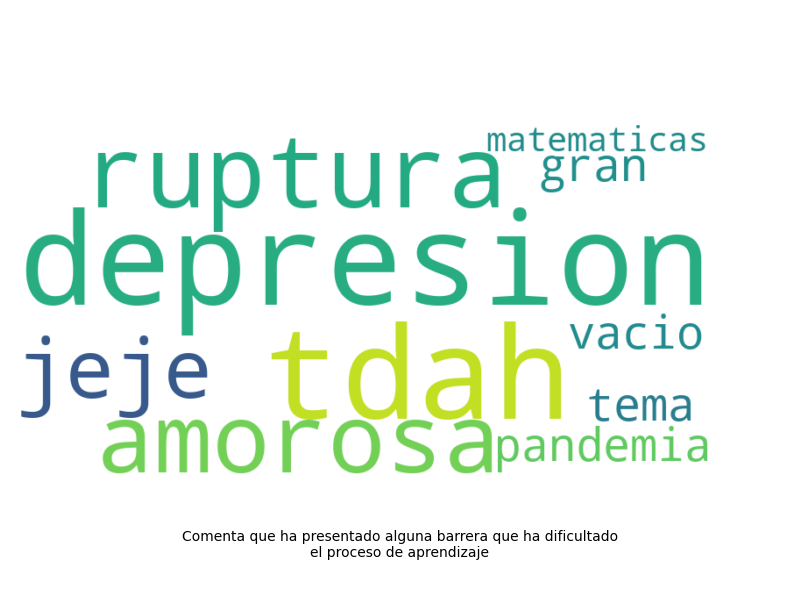 matematicas
ruptura
gran
depresion
vacio
jeje
tdah
tema
amorosa
pandemia
Comenta que ha presentado alguna barrera que ha dificultado
el proceso de aprendizaje